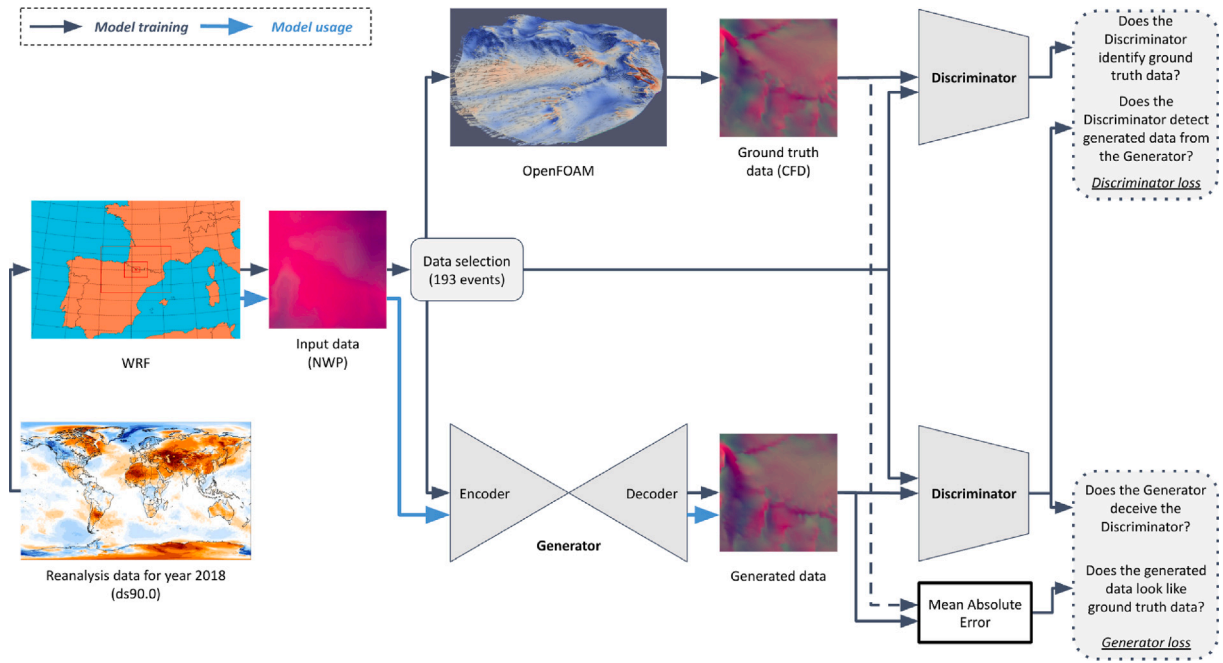 Model training
Model usage
OpenFOAM
Ground truth
data (CFD)
Discriminator
Does the
Discriminator
identify ground
truth data?
Does the
Discriminator detect
generated data from
the Generator?
Discriminator loss
WRF
Input data
(NWP)
Data selection
(193 events)
Reanalysis data for year 2018
(ds90.0)
Encoder
Decoder
Generator
Generated data
Discriminator
Mean Absolute
Error
Does the Generator
deceive the
Discriminator?
Does the generated
data look like
ground truth data?
Generator loss